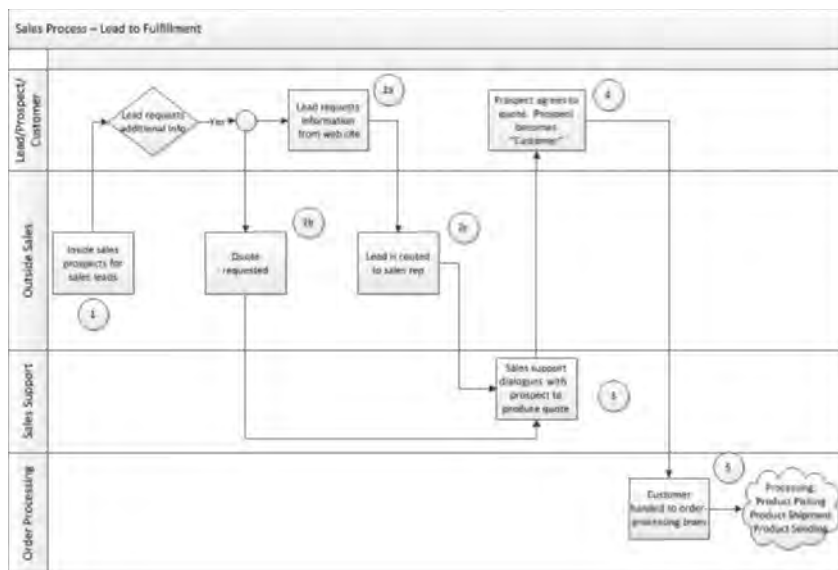 Sales Process – Lead to Fulfillment
Lead/Prospect/
Customer
Lead requests
additional info
Yes
Lead requests
information
from web site
2a
Prospect agrees to
quote. Prospect
becomes
"Customer"
4
Outside Sales
Inside sales
prospects for
sales leads
1
Quote
requested
2b
Lead is routed
to sales rep
2c
Sales Support
Sales support
dialogues with
prospect to
produce quote
3
Order Processing
Customer
handed to order
processing team
5
Processing:
Product Picking
Product Shipment
Product Sending